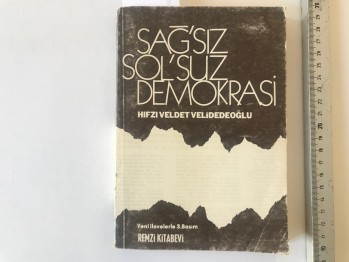 SAĞ'SIZ
SOL'SUZ
DEMOKRASİ
HIFZI VELDET VELİDEDEOĞLU
Yeni ilavelerle 3. Basım
REMZİ KİTABEVİ